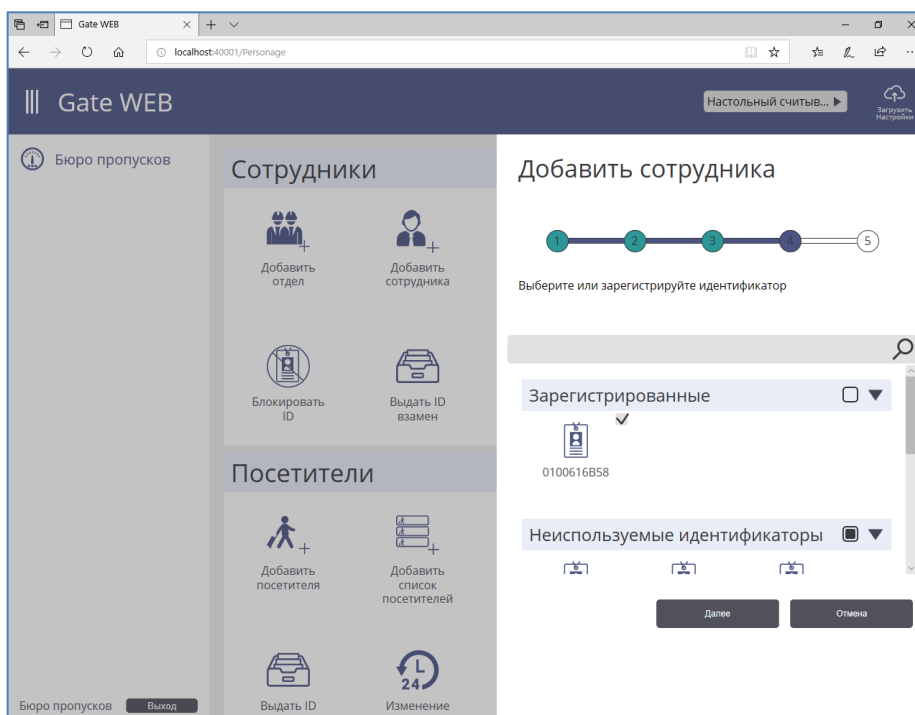 Gate WEB
localhost:40001/Personage
Gate WEB
Настольный считыв...
Загрузить
Настройки
Бюро пропусков
Сотрудники
Добавить
отдел
Добавить
сотрудника
Блокировать
ID
Выдать ID
взамен
Посетители
Добавить
посетителя
Добавить
список
посетителей
Выдать ID
24
Изменение
Бюро пропусков
Выход
Добавить сотрудника
1
2
3
4
5
Выберите или зарегистрируйте идентификатор
Зарегистрированные
0100616B58
Неиспользуемые идентификаторы
Далее
Отмена